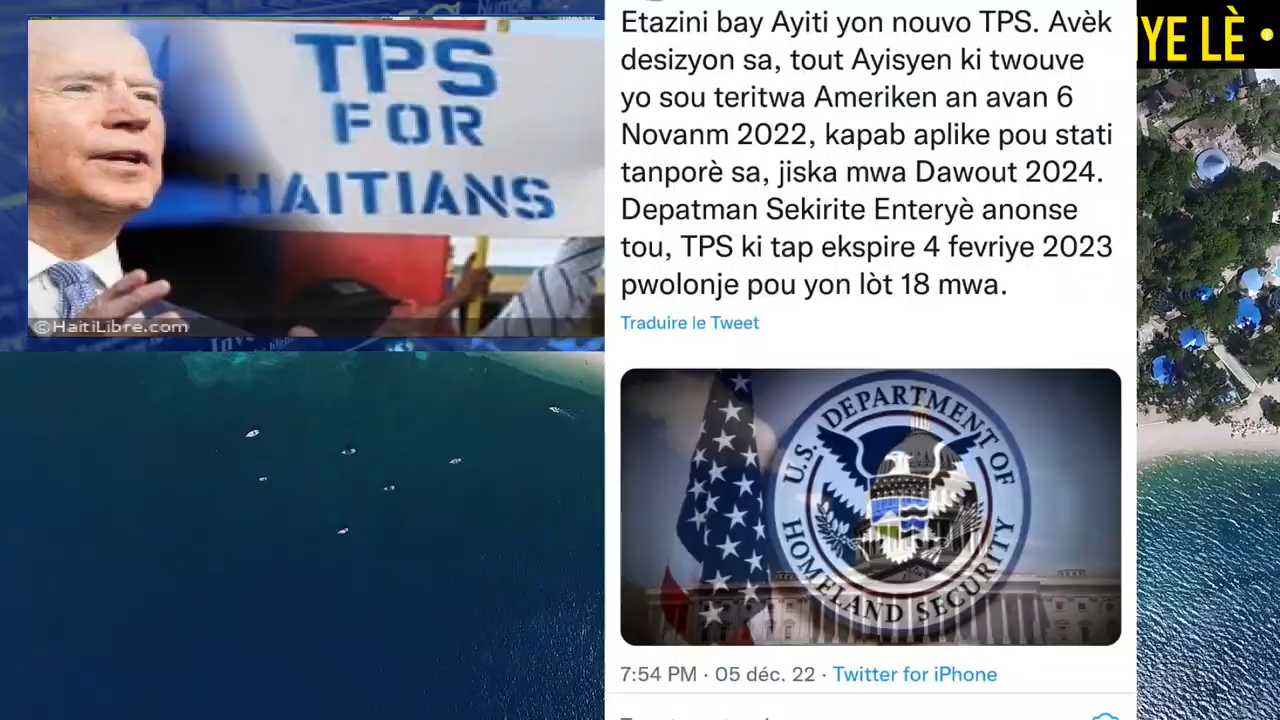 TPS
FOR
HAITIANS
©HaitiLibre.com
Etazini bay Ayiti yon nouvo TPS. Avèk
desizyon sa, tout Ayisyen ki twouve
yo sou teritwa Ameriken an avan 6
Novanm 2022, kapab aplike pou stati
tanporè sa, jiska mwa Dawout 2024.
Depatman Sekirite Enteryè anonse
tou, TPS ki tap ekspire 4 fevriye 2023
pwolonje pou yon lòt 18 mwa.
Traduire le Tweet
U.S. DEPARTMENT OF
HOMELAND SECURITY
7:54 PM · 05 déc. 22 · Twitter for iPhone
YE LÈ •